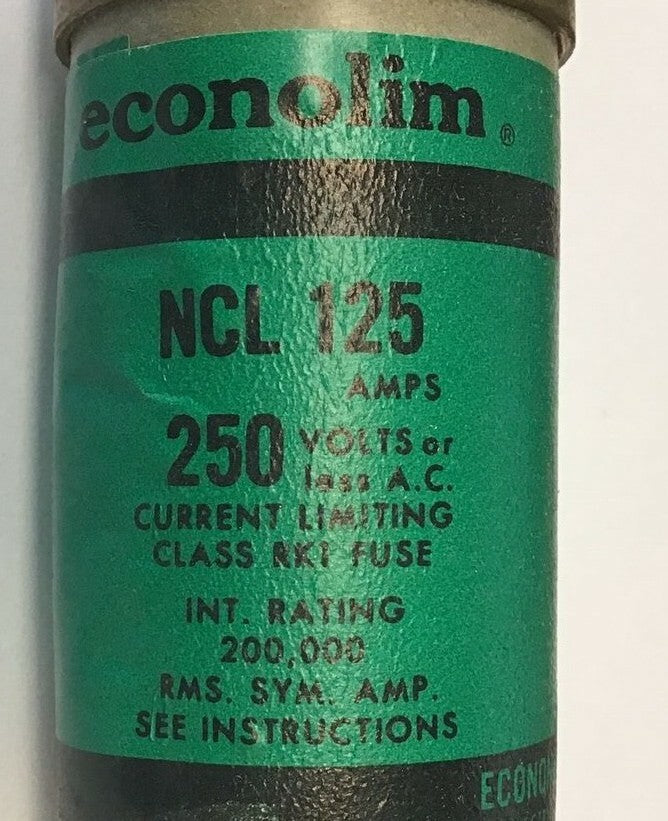 econolim ®
NCL 125
AMPS
250 VOLTS or
less A.C.
CURRENT LIMITING
CLASS RK1 FUSE
INT. RATING
200,000
RMS. SYM. AMP.
SEE INSTRUCTIONS
ECONO